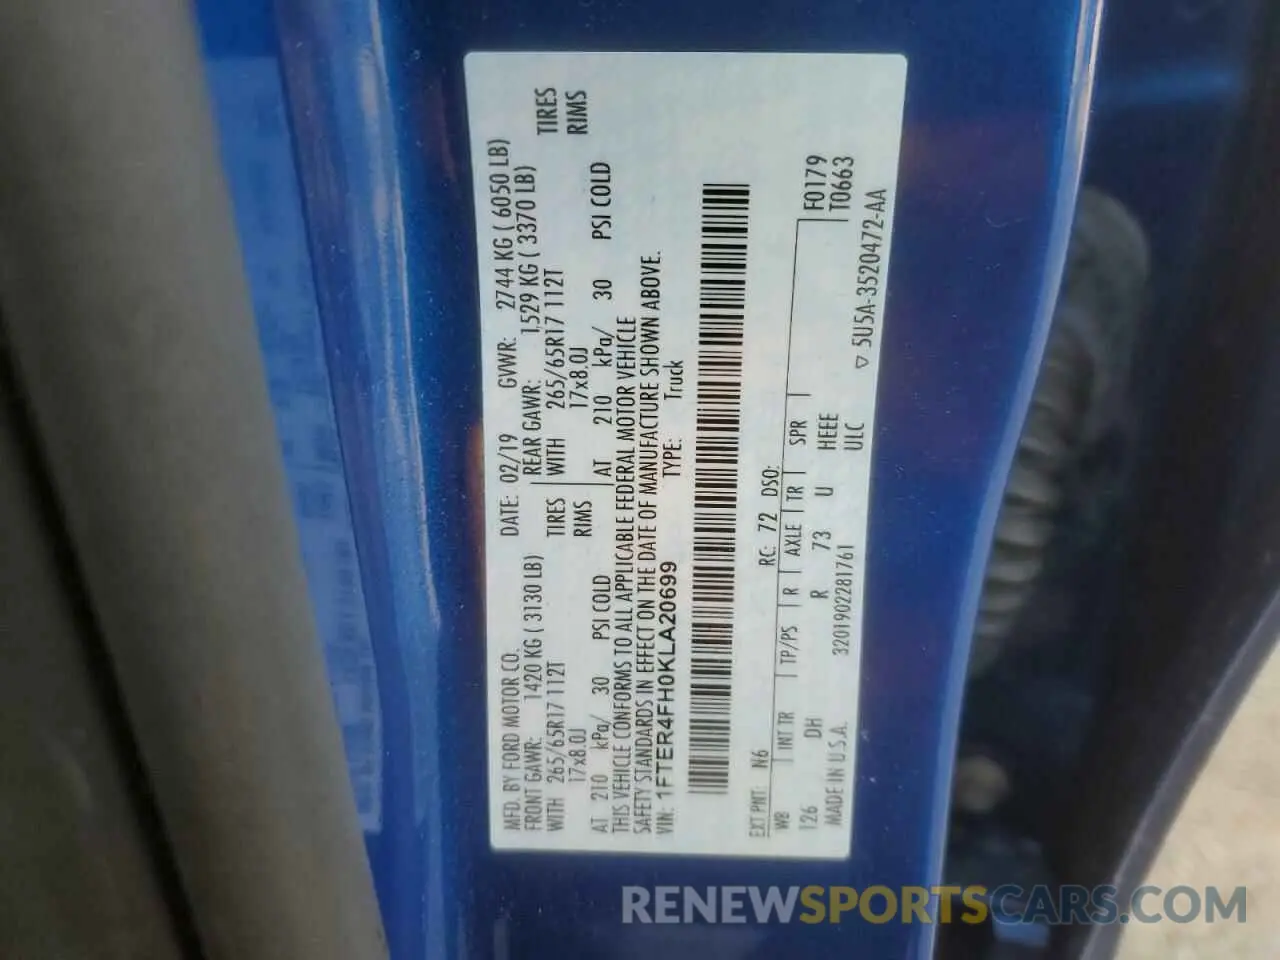 MFD. BY FORD MOTOR CO. DATE: 02/19 GVWR: 2744 KG ( 6050 LB)
FRONT GAWR: 1420 KG ( 3130 LB) REAR GAWR: 1529 KG ( 3370 LB)
WITH 265/65R17 112T TIRES WITH 265/65R17 112T TIRES
17x8.0J RIMS 17x8.0J RIMS
AT 210 kPa/ 30 PSI COLD AT 210 kPa/ 30 PSI COLD
THIS VEHICLE CONFORMS TO ALL APPLICABLE FEDERAL MOTOR VEHICLE
SAFETY STANDARDS IN EFFECT ON THE DATE OF MANUFACTURE SHOWN ABOVE.
VIN: 1FTER4FH0KLA20699 TYPE: Truck
EXT PNT: N6 RC: 72 DSO:
WB INT TR TP/PS R AXLE TR SPR F0179
126 DH R 73 U HEEE T0663
ULC
MADE IN U.S.A. 3201902281761 ▽ 5U5A-3520472-AA
RENEWSPORTSCARS.COM